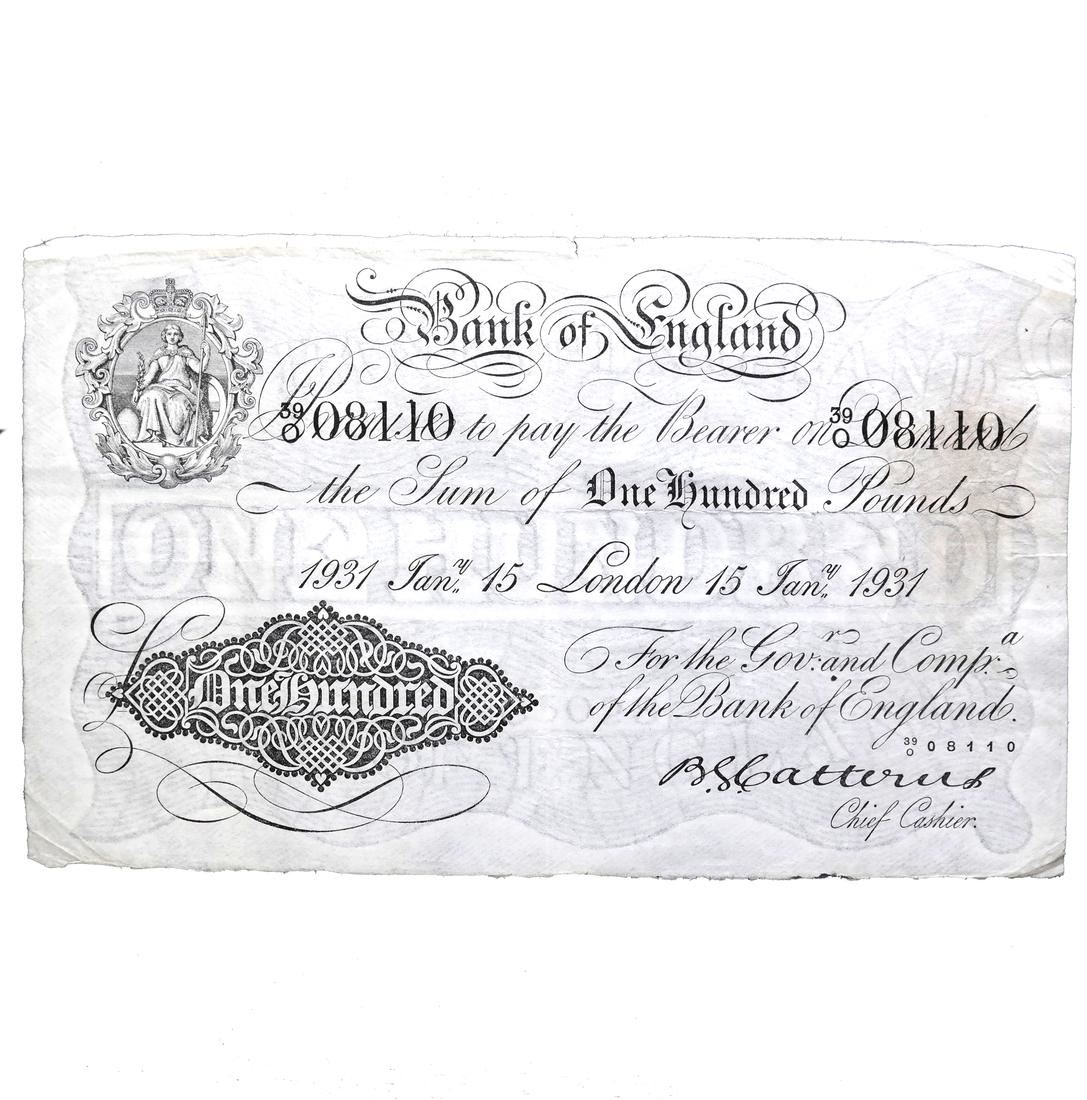 Bank of England
39/O 08110 to pay the Bearer on 39/O 08110
the Sum of One Hundred Pounds
1931 Jan.y 15 London 15 Jan.y 1931
For the Gov.r and Comp.a
of the Bank of England.
One Hundred
39/O 08110
B.G. Catterns
Chief Cashier.